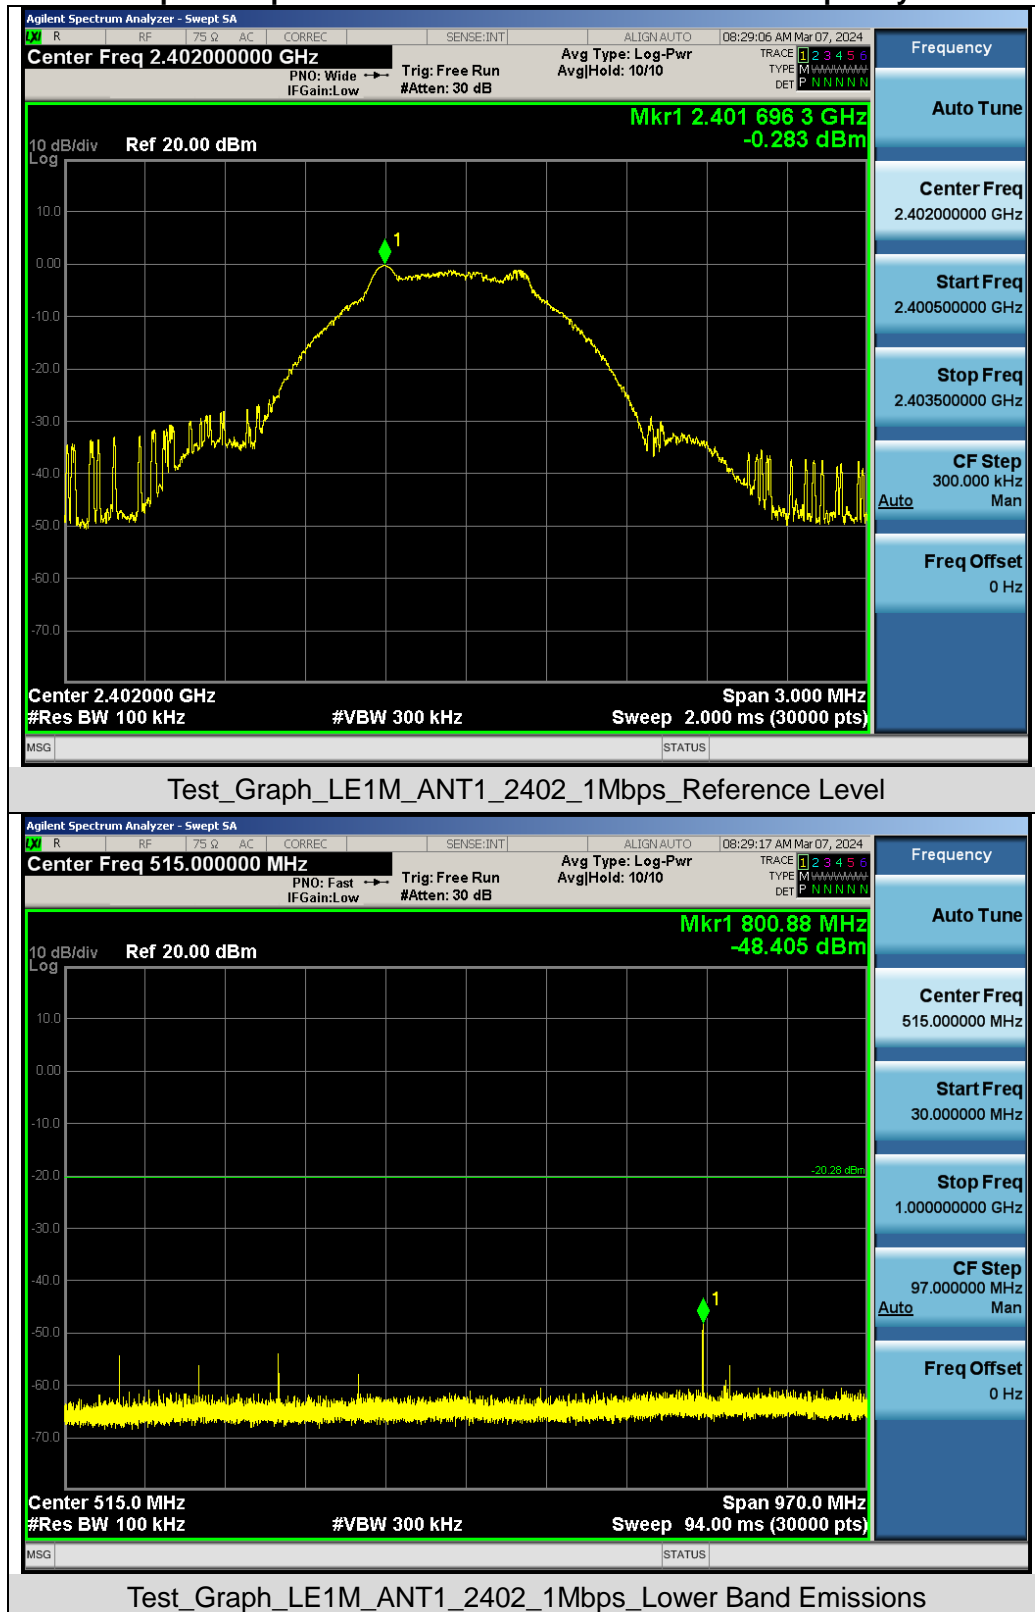 Agilent Spectrum Analyzer - Swept SA
LXI R RF 75 Ω AC CORREC SENSE:INT ALIGN AUTO 08:29:06 AM Mar 07, 2024
Center Freq 2.402000000 GHz
PNO: Wide
IFGain:Low
Trig: Free Run
#Atten: 30 dB
Avg Type: Log-Pwr
Avg|Hold: 10/10
TRACE 1 2 3 4 5 6
TYPE M
DET P N N N N N
Mkr1 2.401 696 3 GHz
-0.283 dBm
10 dB/div Ref 20.00 dBm
Log
10.0
0.00
-10.0
-20.0
-30.0
-40.0
-50.0
-60.0
-70.0
1
Center 2.402000 GHz Span 3.000 MHz
#Res BW 100 kHz #VBW 300 kHz Sweep 2.000 ms (30000 pts)
MSG STATUS
Frequency
Auto Tune
Center Freq
2.402000000 GHz
Start Freq
2.400500000 GHz
Stop Freq
2.403500000 GHz
CF Step
300.000 kHz
Auto Man
Freq Offset
0 Hz
Test_Graph_LE1M_ANT1_2402_1Mbps_Reference Level
Agilent Spectrum Analyzer - Swept SA
LXI R RF 75 Ω AC CORREC SENSE:INT ALIGN AUTO 08:29:17 AM Mar 07, 2024
Center Freq 515.000000 MHz
PNO: Fast
IFGain:Low
Trig: Free Run
#Atten: 30 dB
Avg Type: Log-Pwr
Avg|Hold: 10/10
TRACE 1 2 3 4 5 6
TYPE M
DET P N N N N N
Mkr1 800.88 MHz
-48.405 dBm
10 dB/div Ref 20.00 dBm
Log
10.0
0.00
-10.0
-20.0
-30.0
-40.0
-50.0
-60.0
-70.0
-20.28 dBm
1
Center 515.0 MHz Span 970.0 MHz
#Res BW 100 kHz #VBW 300 kHz Sweep 94.00 ms (30000 pts)
MSG STATUS
Frequency
Auto Tune
Center Freq
515.000000 MHz
Start Freq
30.000000 MHz
Stop Freq
1.000000000 GHz
CF Step
97.000000 MHz
Auto Man
Freq Offset
0 Hz
Test_Graph_LE1M_ANT1_2402_1Mbps_Lower Band Emissions